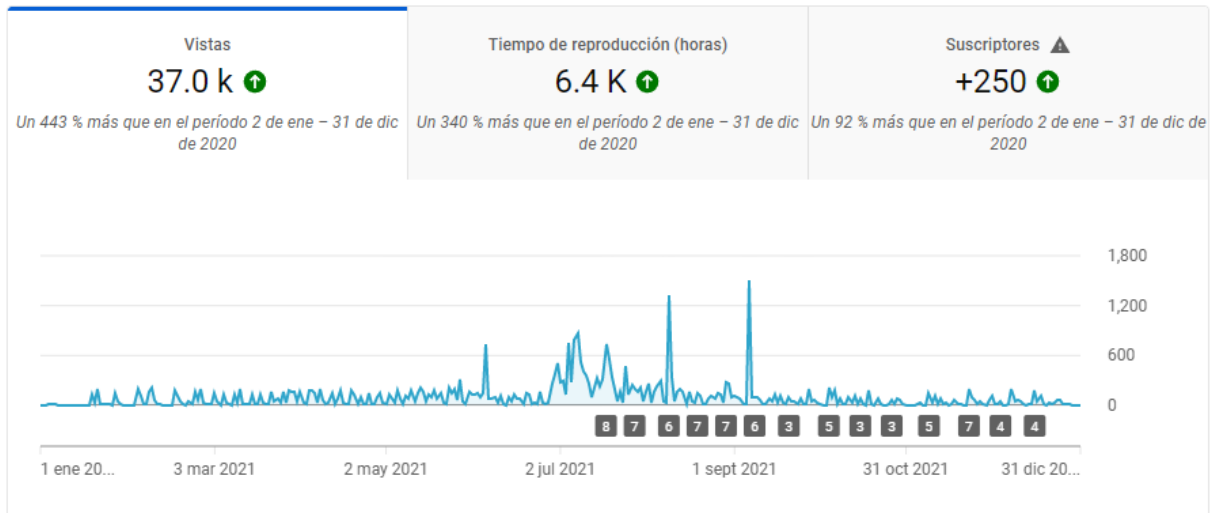 Vistas
37.0 k
Un 443 % más que en el período 2 de ene – 31 de dic
de 2020
Tiempo de reproducción (horas)
6.4 K
Un 340 % más que en el período 2 de ene – 31 de dic
de 2020
Suscriptores
+250
Un 92 % más que en el período 2 de ene – 31 de dic de
2020
1,800
1,200
600
0
8 7 6 7 7 6 3 5 3 3 5 7 4 4
1 ene 20... 3 mar 2021 2 may 2021 2 jul 2021 1 sept 2021 31 oct 2021 31 dic 20...